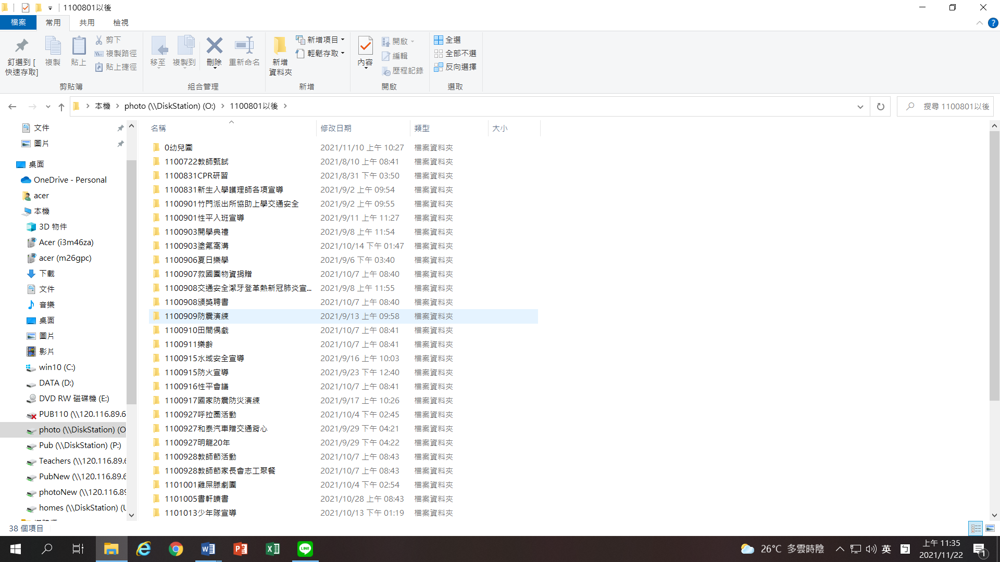 1100801以後
檔案 常用 共用 檢視
釘選到 [快速存取]
複製
貼上
剪下
複製路徑
貼上捷徑
剪貼簿
移至
複製到
刪除
重新命名
組合管理
新增資料夾
新增項目
輕鬆存取
新增
內容
開啟
編輯
歷程記錄
開啟
全選
全部不選
反向選擇
選取
本機 photo (\\DiskStation) (O:) 1100801以後
搜尋 1100801以後
文件
圖片
桌面
OneDrive - Personal
acer
本機
3D 物件
Acer (i3m46za)
acer (m26gpc)
下載
文件
音樂
桌面
圖片
影片
win10 (C:)
DATA (D:)
DVD RW 磁碟機 (E:)
PUB110 (\\120.116.89.6
photo (\\DiskStation) (O
Pub (\\DiskStation) (P:)
Teachers (\\120.116.89.6
PubNew (\\120.116.89.6
photoNew (\\120.116.89
homes (\\DiskStation) (U
名稱 修改日期 類型 大小
0幼兒園 2021/11/10 上午 10:27 檔案資料夾
1100722教師甄試 2021/8/10 上午 08:41 檔案資料夾
1100831CPR研習 2021/8/31 下午 03:50 檔案資料夾
1100831新生入學護理師各項宣導 2021/9/2 上午 09:54 檔案資料夾
1100901竹門派出所協助上學交通安全 2021/9/2 上午 09:55 檔案資料夾
1100901性平入班宣導 2021/9/11 上午 11:27 檔案資料夾
1100903開學典禮 2021/9/8 上午 11:54 檔案資料夾
1100903塗氟窩溝 2021/10/14 下午 01:47 檔案資料夾
1100906夏日樂學 2021/9/6 下午 03:40 檔案資料夾
1100907救國團物資捐贈 2021/10/7 上午 08:40 檔案資料夾
1100908交通安全潔牙登革熱新冠肺炎宣... 2021/9/8 上午 11:55 檔案資料夾
1100908頒獎聘書 2021/10/7 上午 08:40 檔案資料夾
1100909防震演練 2021/9/13 上午 09:58 檔案資料夾
1100910田間偶戲 2021/10/7 上午 08:41 檔案資料夾
1100911樂齡 2021/10/7 上午 08:41 檔案資料夾
1100915水域安全宣導 2021/9/16 上午 10:03 檔案資料夾
1100915防火宣導 2021/9/23 下午 12:40 檔案資料夾
1100916性平會議 2021/10/7 上午 08:41 檔案資料夾
1100917國家防震防災演練 2021/9/17 上午 10:26 檔案資料夾
1100927呼拉圈活動 2021/10/4 下午 02:45 檔案資料夾
1100927和泰汽車贈交通背心 2021/9/29 下午 04:21 檔案資料夾
1100927明龍20年 2021/9/29 下午 04:22 檔案資料夾
1100928教師節活動 2021/10/7 上午 08:43 檔案資料夾
1100928教師節家長會志工聚餐 2021/10/7 上午 08:43 檔案資料夾
1101001雞屎藤劇團 2021/10/4 下午 02:54 檔案資料夾
1101005書軒讀書 2021/10/28 上午 08:43 檔案資料夾
1101013少年隊宣導 2021/10/13 下午 01:19 檔案資料夾
38 個項目
26°C 多雲時陰
英
上午 11:35
2021/11/22
1